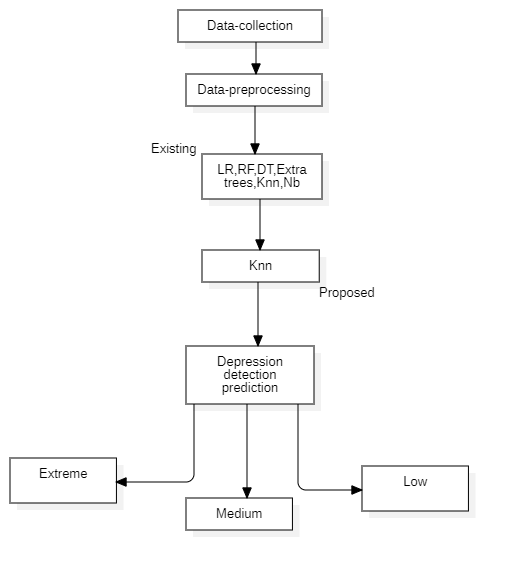 Data-collection
Data-preprocessing
Existing
LR,RF,DT,Extra
trees,Knn,Nb
Knn
Proposed
Depression
detection
prediction
Extreme
Low
Medium